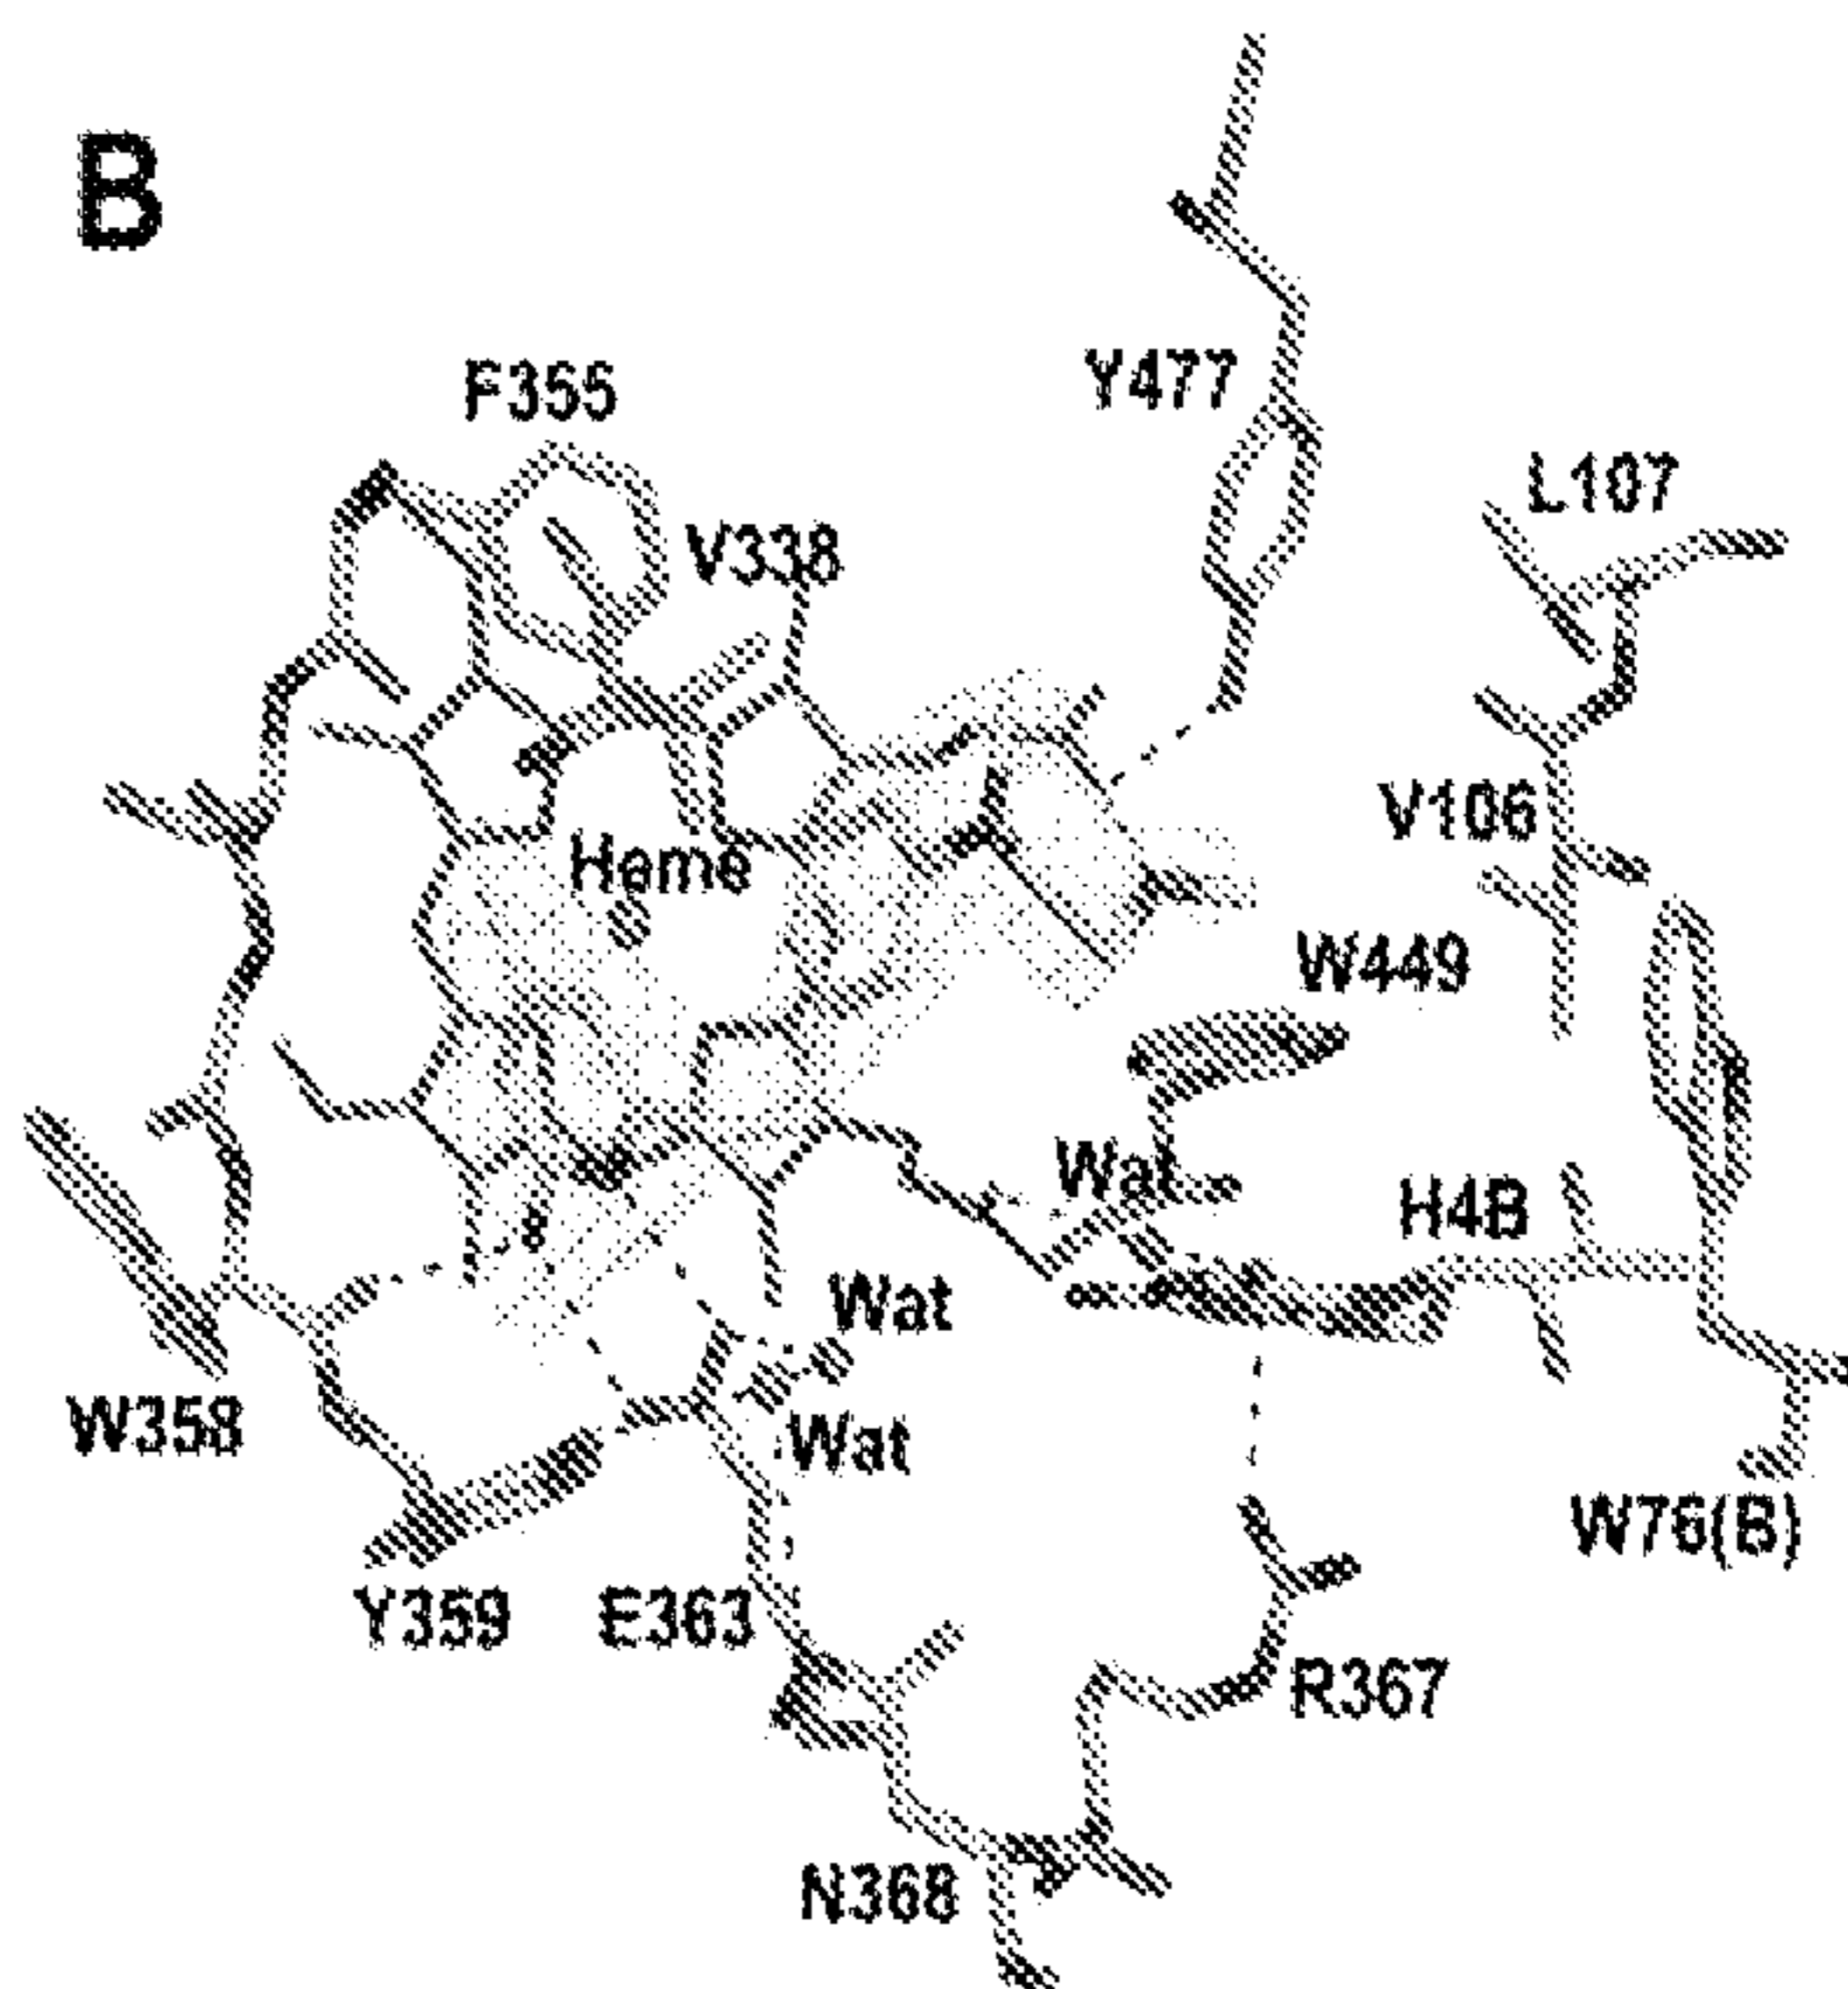 B
F355
Y477
L107
V338
V106
Heme
W449
Wat
H4B
Wat
W358
Wat
W76(B)
Y359
E363
R367
N368